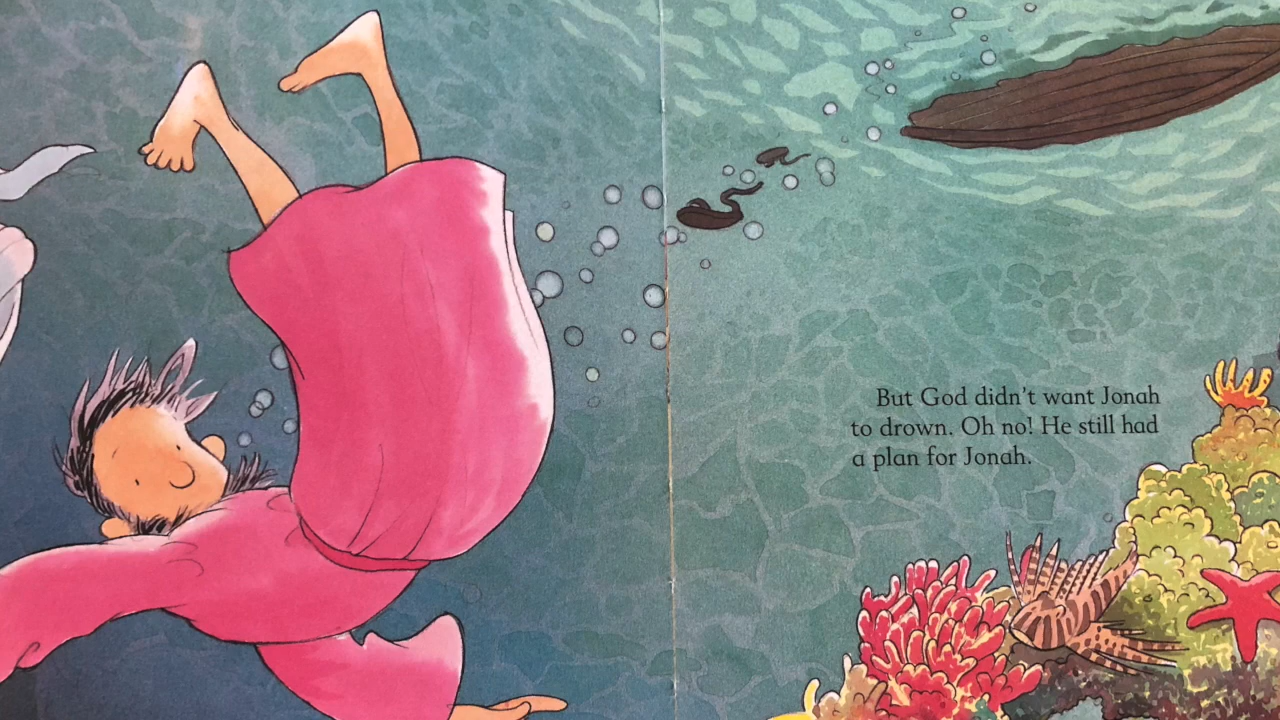 But God didn't want Jonah
to drown. Oh no! He still had
a plan for Jonah.